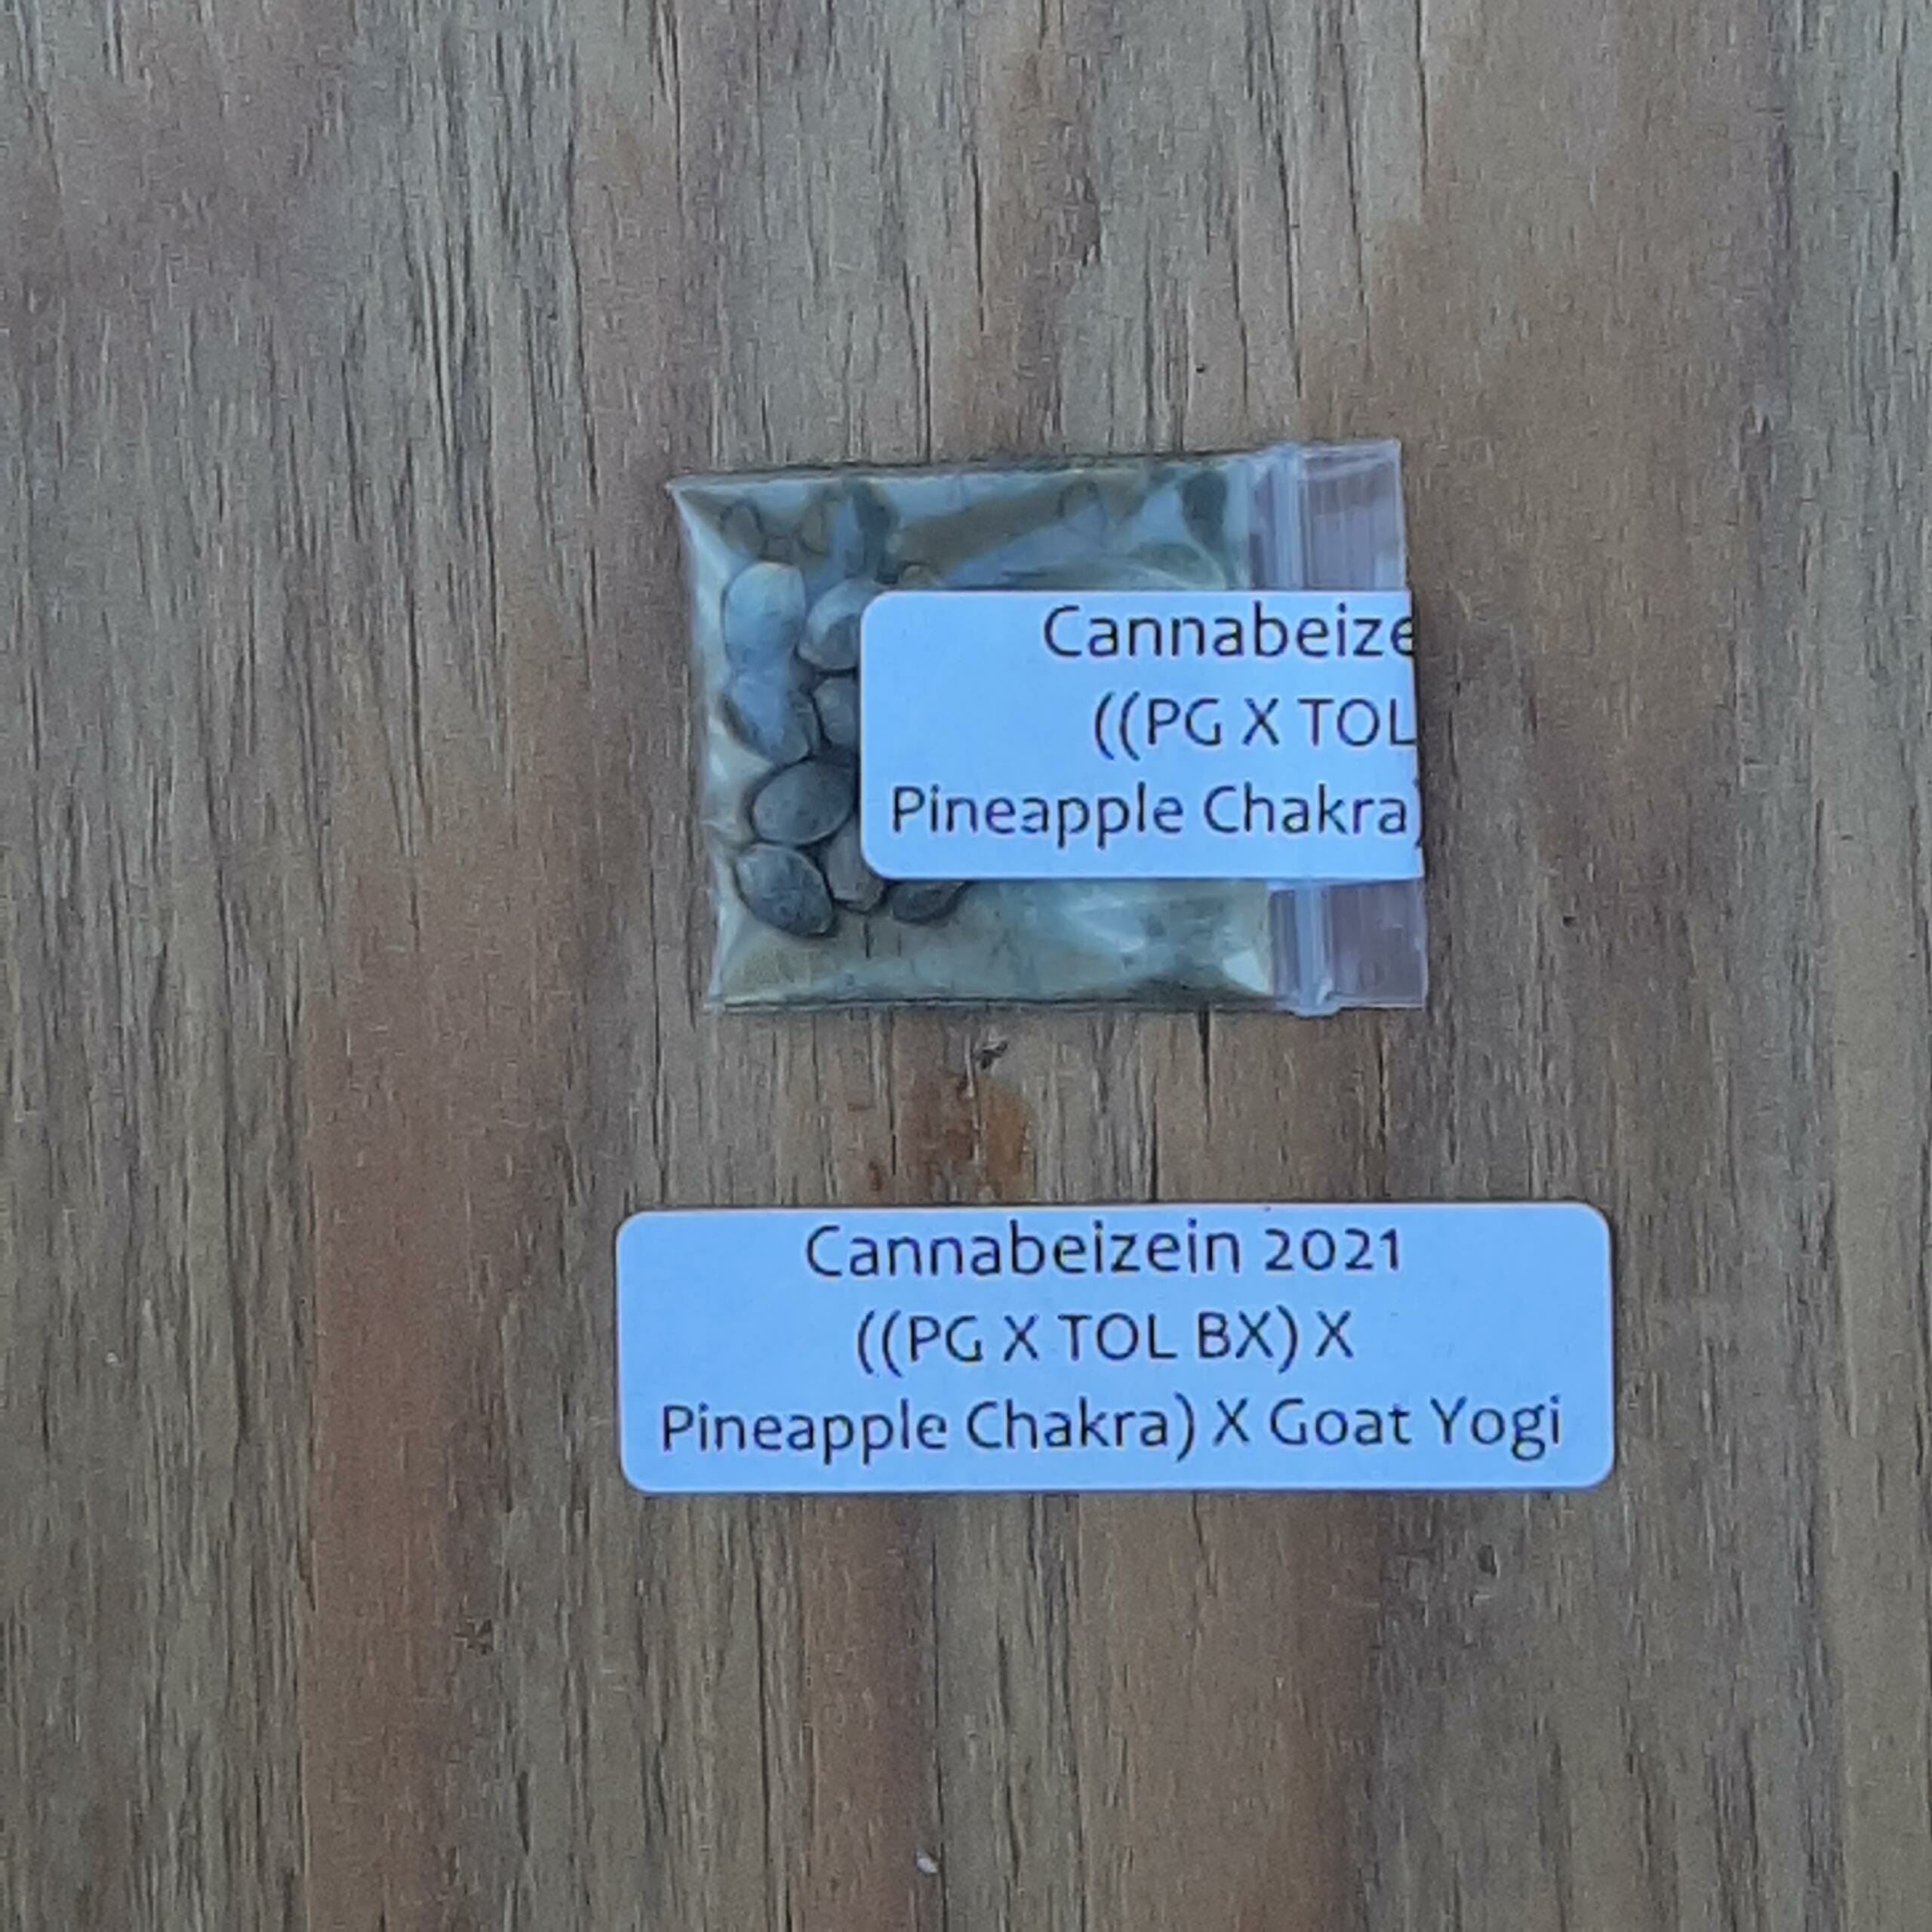 Cannabeize
((PG X TOL
Pineapple Chakra)
Cannabeizein 2021
((PG X TOL BX) X
Pineapple Chakra) X Goat Yogi